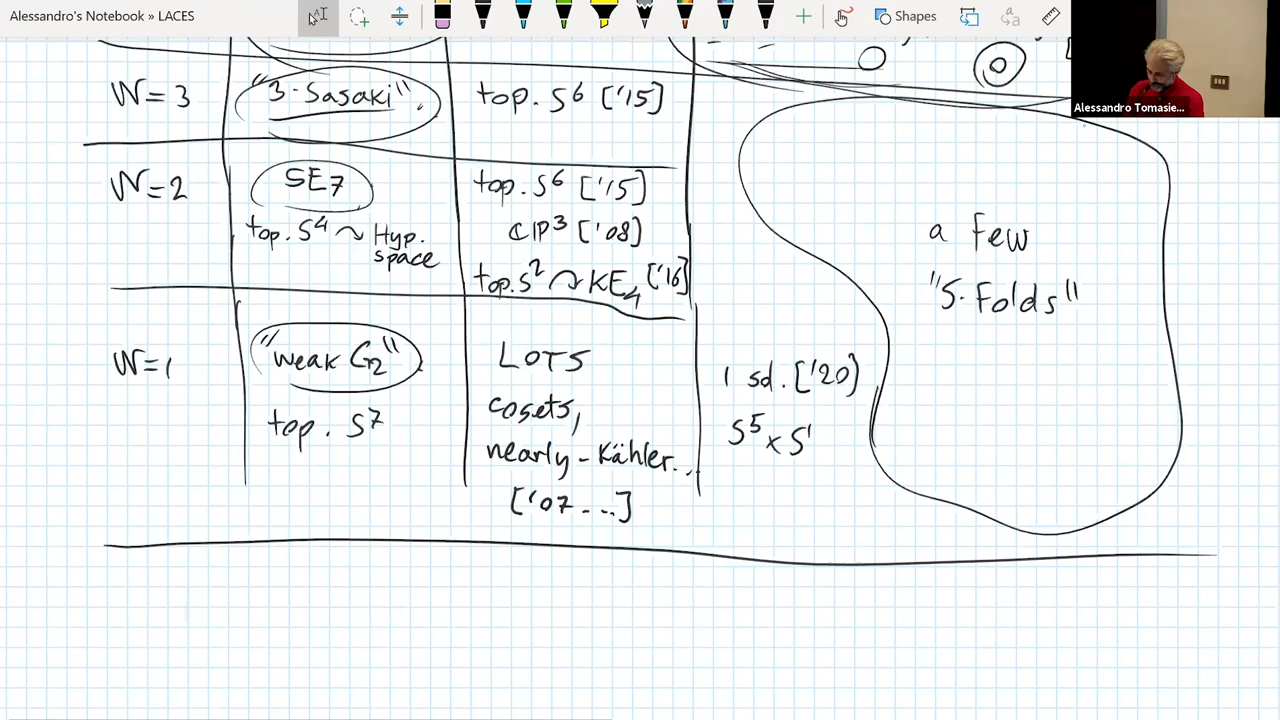 Alessandro's Notebook » LACES
Shapes
Alessandro Tomasie...
N=3
"3-Sasaki".
top. S⁶ ['15]
N=2
SE₇
top. S⁴ ↝ Hyp. space
top. S⁶ ['15]
ℂℙ³ ['08]
top. S² ↝ KE₄ ['16]
a few
"S-Folds"
N=1
"weak G₂"
top. S⁷
LOTS
cosets,
nearly-Kähler...
['07 ...]
1 sol. ['20]
S⁵ × S¹